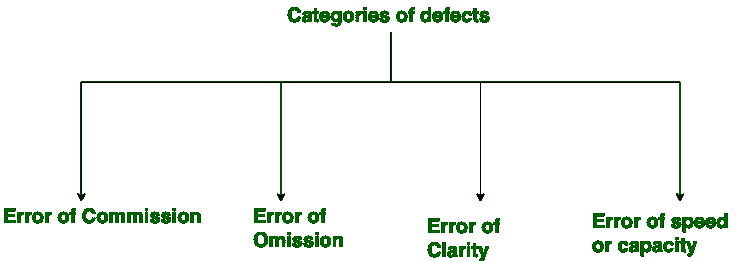 Categories of defects
Error of Commission
Error of
Omission
Error of
Clarity
Error of speed
or capacity